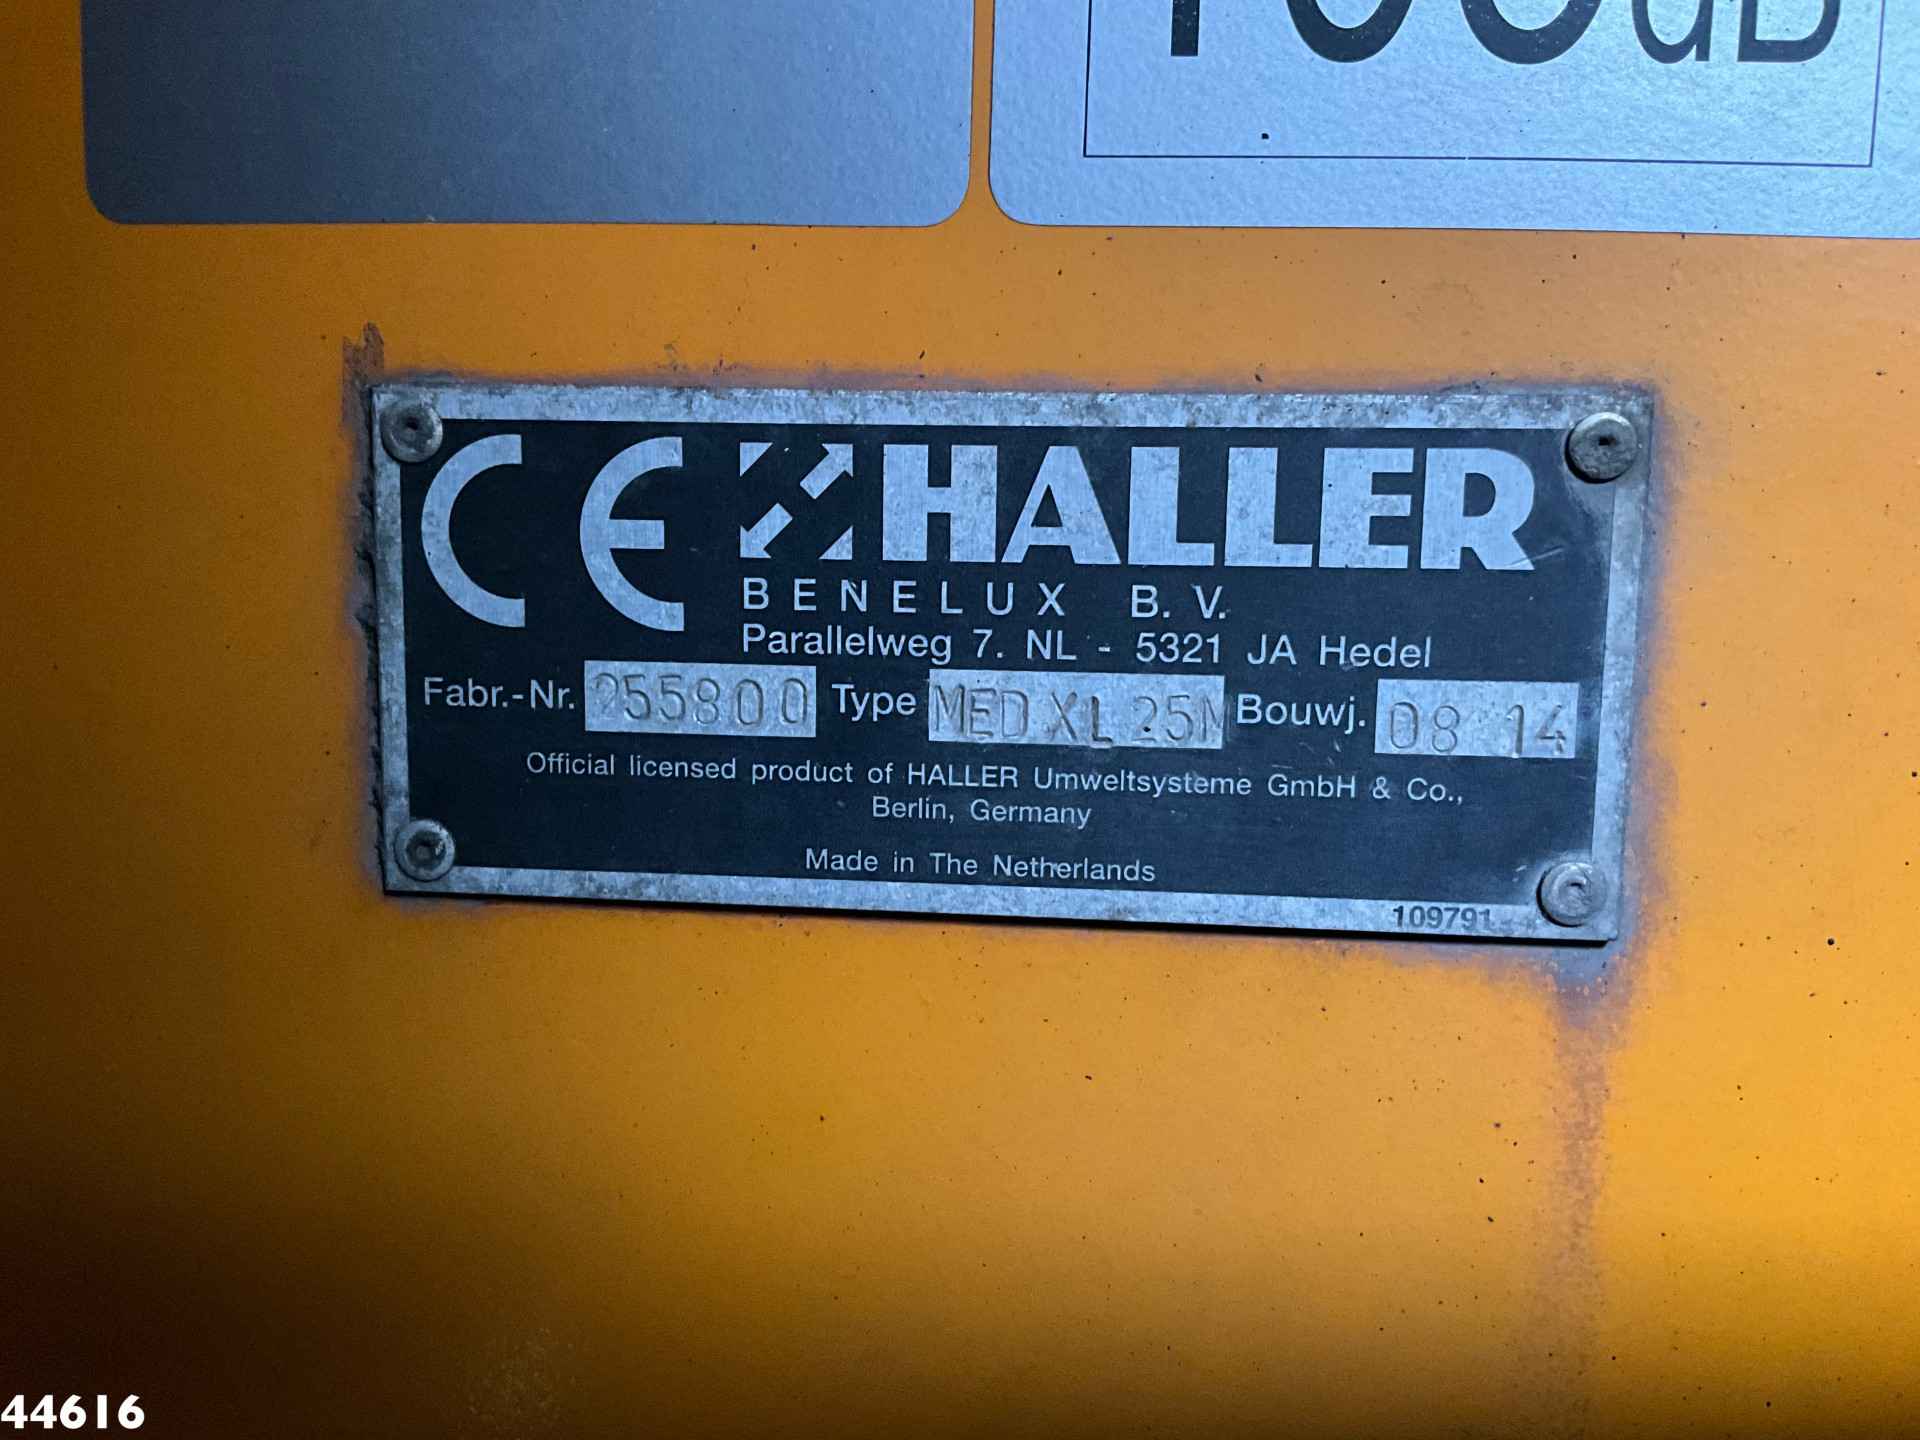 100dB
CE HALLER
BENELUX B. V.
Parallelweg 7. NL - 5321 JA Hedel
Fabr.-Nr. 255800 Type MED XL 25M Bouwj. 08 14
Official licensed product of HALLER Umweltsysteme GmbH & Co.,
Berlin, Germany
Made in The Netherlands
109791
44616